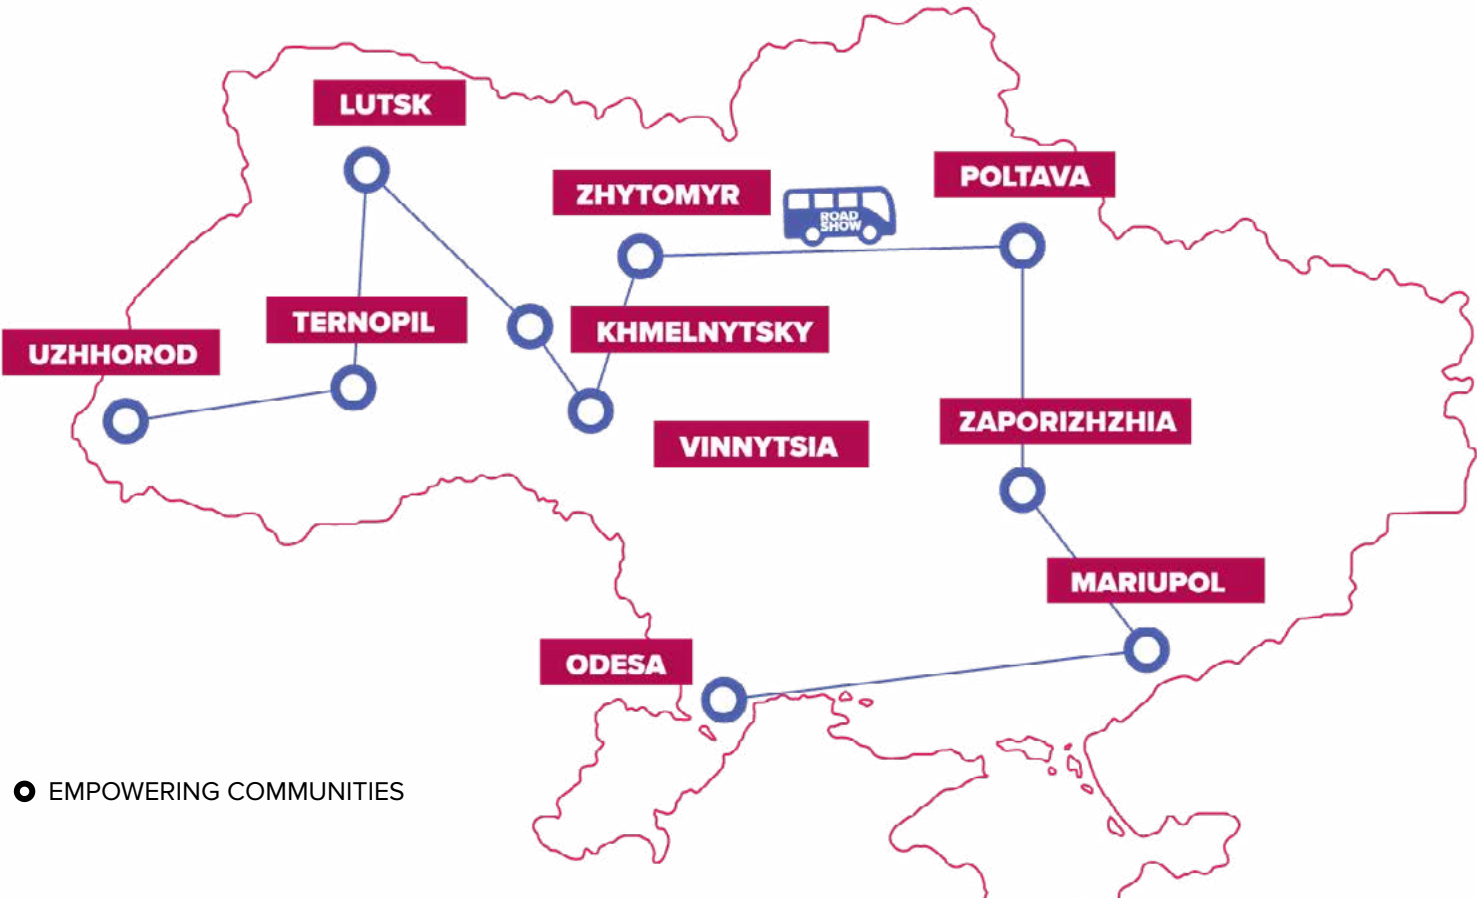 LUTSK
ZHYTOMYR
POLTAVA
ROAD
SHOW
TERNOPIL
KHMELNYTSKY
UZHHOROD
ZAPORIZHZHIA
VINNYTSIA
MARIUPOL
ODESA
EMPOWERING COMMUNITIES